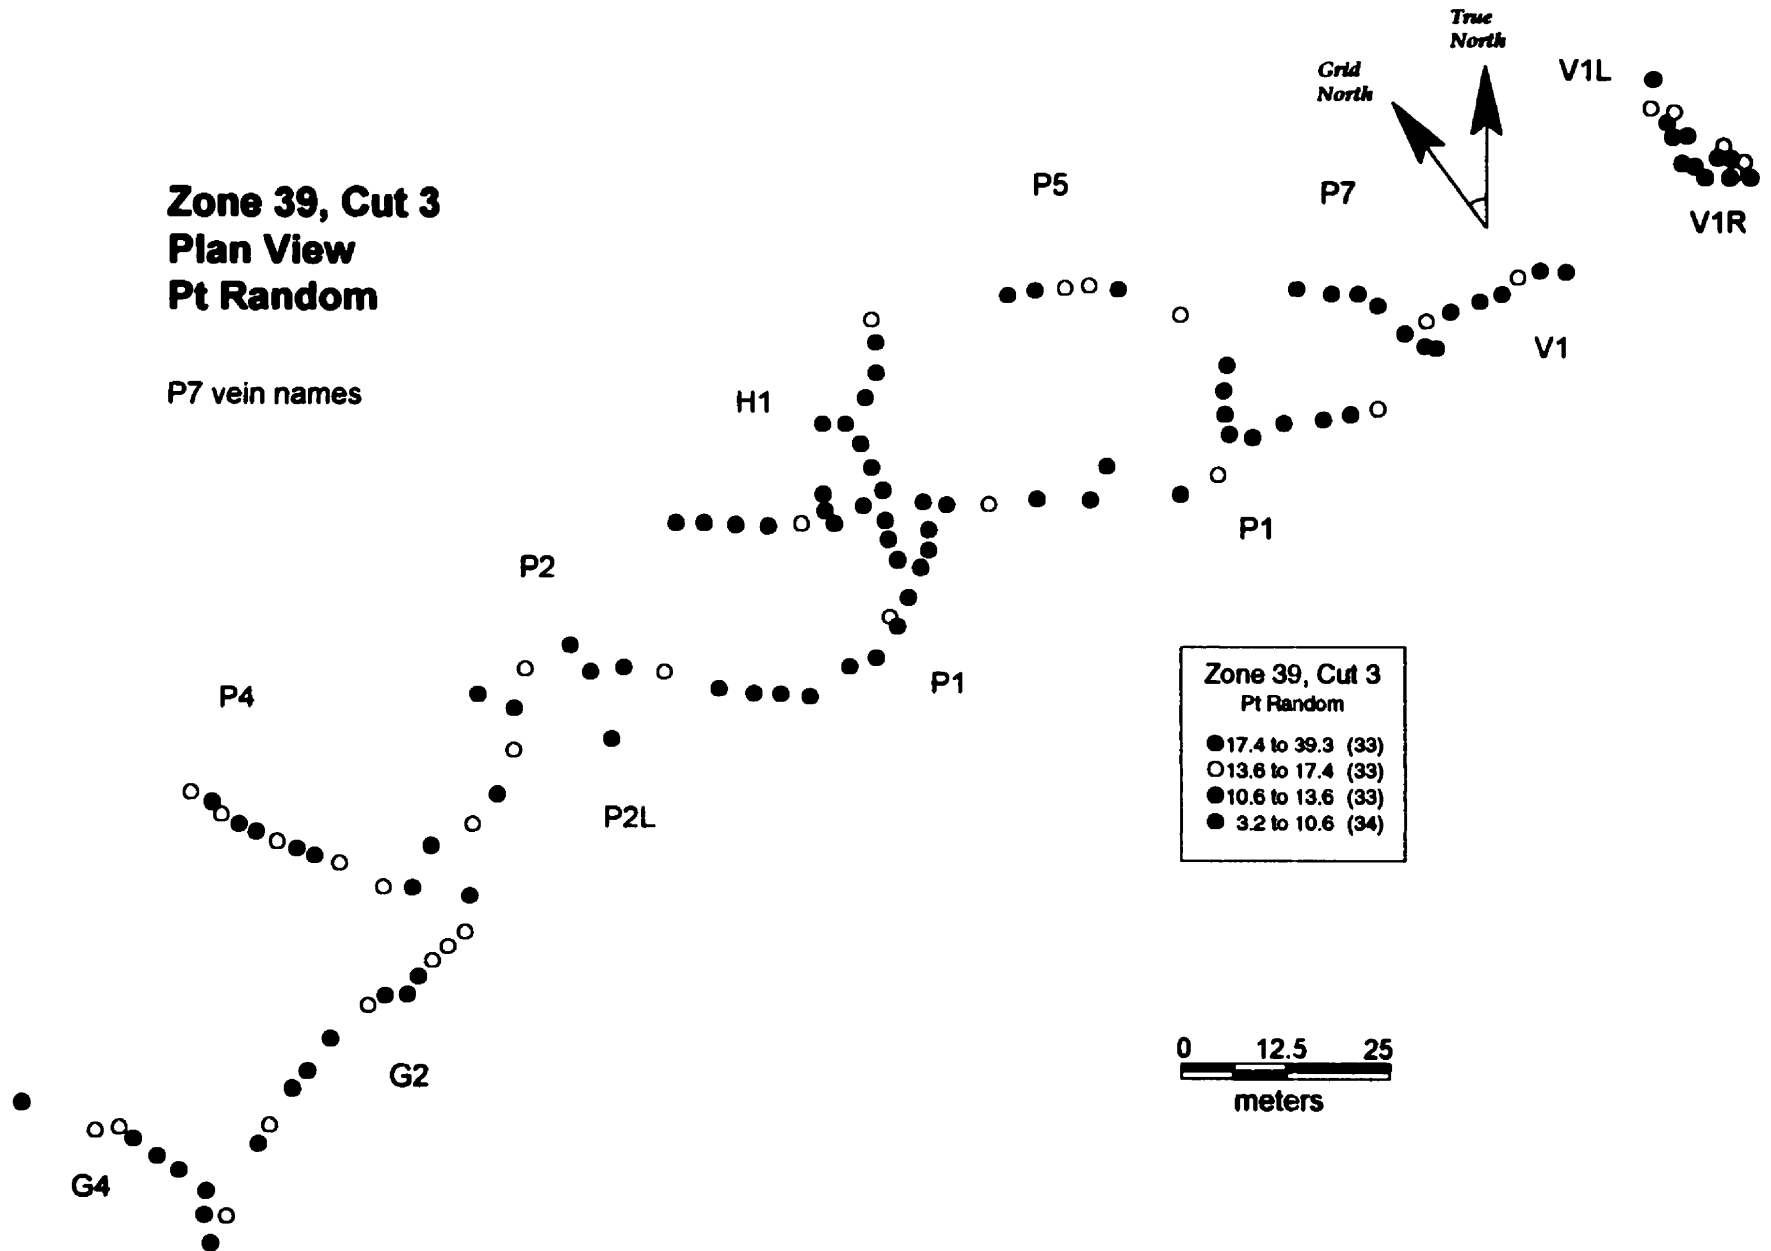 True
North
Grid
North
V1L
V1R
Zone 39, Cut 3
Plan View
Pt Random
P7 vein names
P5
P7
V1
H1
P1
P2
P1
P4
P2L
G2
G4
Zone 39, Cut 3
Pt Random
17.4 to 39.3 (33)
13.6 to 17.4 (33)
10.6 to 13.6 (33)
3.2 to 10.6 (34)
0 12.5 25
meters